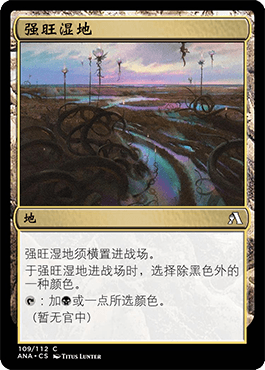 强旺湿地
地
强旺湿地须横置进战场。
于强旺湿地进战场时，选择除黑色外的
一种颜色。
：加或一点所选颜色。
（暂无官中）
109/112 C
ANA • CS TITUS LUNTER